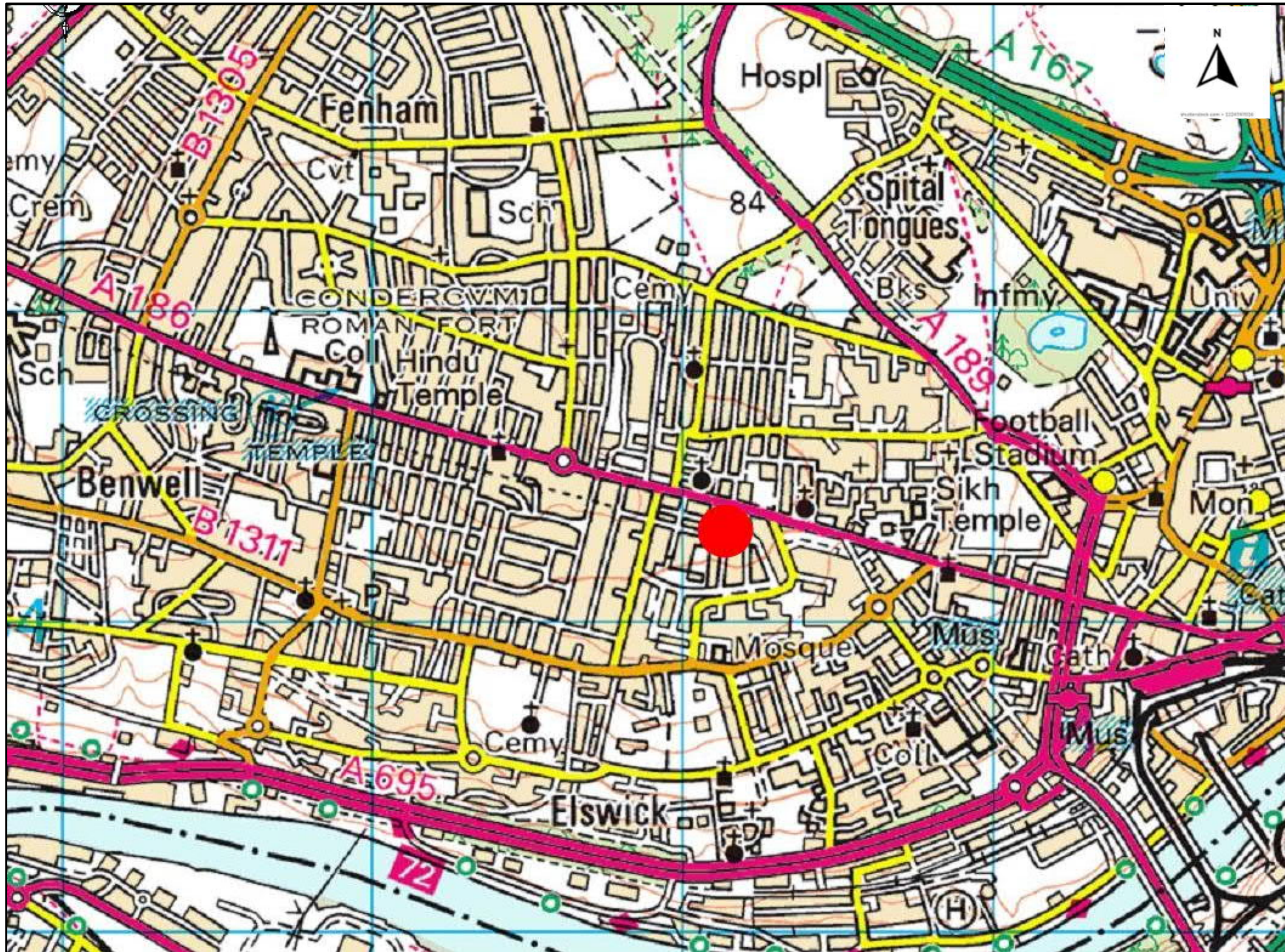 N
A 167
Hospl
B 1305
Fenham
emy
Cvt
Crem
Sch
84
Spital
Tongues
A 186
CONDERCVM
ROMAN FORT
Coll
Cemy
Bks
Infmy
Univ
Sch
Hindu
Temple
A 189
CROSSING
TEMPLE
Football
Stadium
Benwell
Sikh
Temple
Mon
B 1311
i
P
4
Mosque
Mus
Cath
Cemy
Coll
Mus
A 695
Elswick
P
72
H